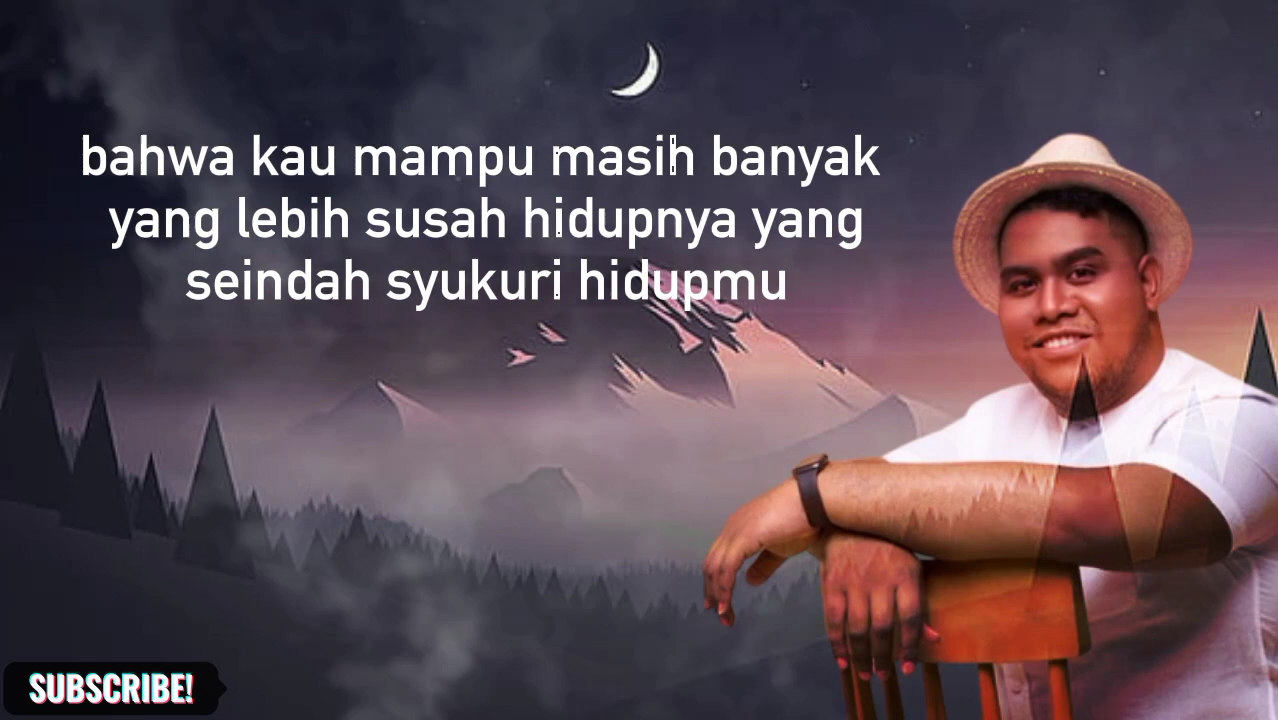 bahwa kau mampu masih banyak
yang lebih susah hidupnya yang
seindah syukuri hidupmu
SUBSCRIBE!